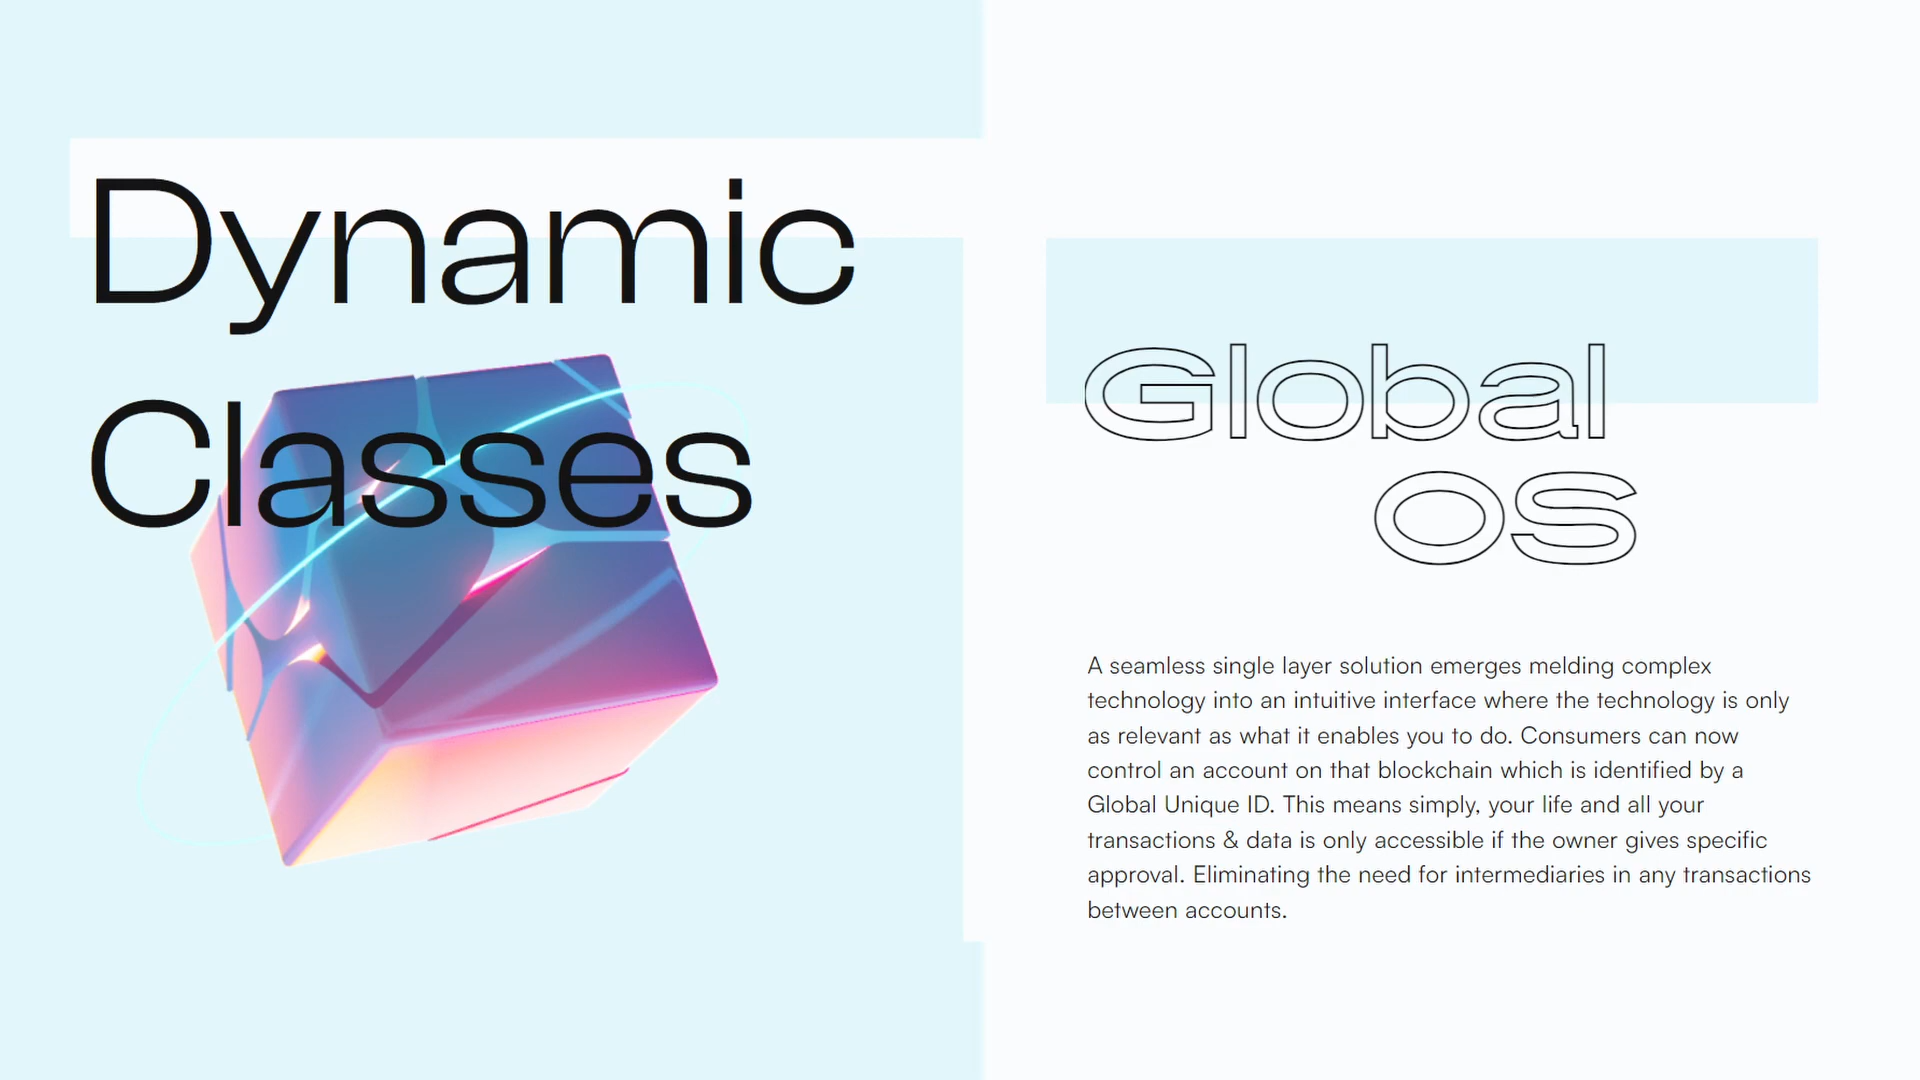 Dynamic
Classes
Global
OS
A seamless single layer solution emerges melding complex
technology into an intuitive interface where the technology is only
as relevant as what it enables you to do. Consumers can now
control an account on that blockchain which is identified by a
Global Unique ID. This means simply, your life and all your
transactions & data is only accessible if the owner gives specific
approval. Eliminating the need for intermediaries in any transactions
between accounts.